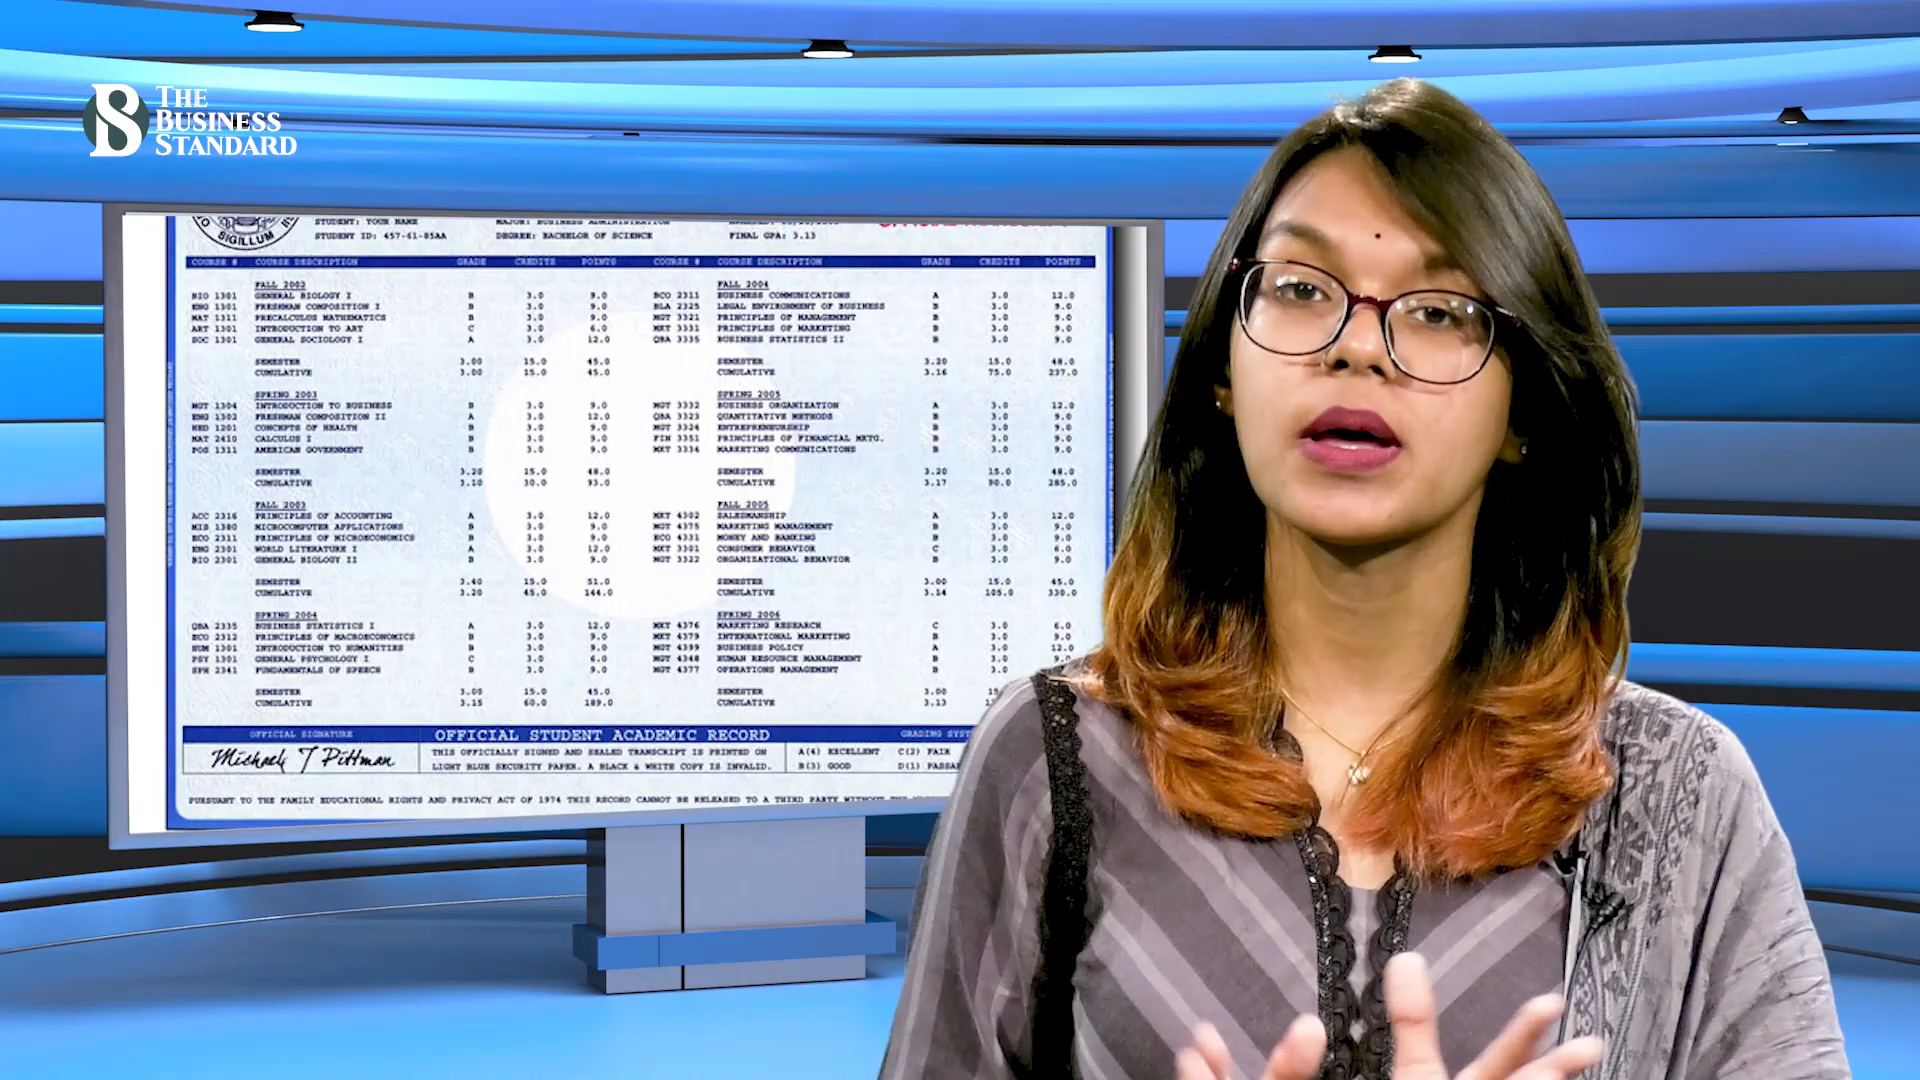 THE
BUSINESS
STANDARD
SIGILLUM
STUDENT: YOUR NAME
MAJOR: BUSINESS ADMINISTRATION
STUDENT ID: 457-61-85AA
DEGREE: BACHELOR OF SCIENCE
FINAL GPA: 3.13
COURSE # COURSE DESCRIPTION GRADE CREDITS POINTS COURSE # COURSE DESCRIPTION GRADE CREDITS POINTS
FALL 2002
BIO 1301 GENERAL BIOLOGY I B 3.0 9.0
ENG 1301 FRESHMAN COMPOSITION I B 3.0 9.0
MAT 1311 PRECALCULUS MATHEMATICS B 3.0 9.0
ART 1301 INTRODUCTION TO ART C 3.0 6.0
SOC 1301 GENERAL SOCIOLOGY I A 3.0 12.0
SEMESTER 3.00 15.0 45.0
CUMULATIVE 3.00 15.0 45.0
SPRING 2003
MGT 1304 INTRODUCTION TO BUSINESS B 3.0 9.0
ENG 1302 FRESHMAN COMPOSITION II A 3.0 12.0
HED 1201 CONCEPTS OF HEALTH B 3.0 9.0
MAT 2410 CALCULUS I B 3.0 9.0
POS 1311 AMERICAN GOVERNMENT B 3.0 9.0
SEMESTER 3.20 15.0 48.0
CUMULATIVE 3.10 30.0 93.0
FALL 2003
ACC 2316 PRINCIPLES OF ACCOUNTING A 3.0 12.0
MIS 1380 MICROCOMPUTER APPLICATIONS B 3.0 9.0
ECO 2311 PRINCIPLES OF MICROECONOMICS B 3.0 9.0
ENG 2301 WORLD LITERATURE I A 3.0 12.0
BIO 2301 GENERAL BIOLOGY II B 3.0 9.0
SEMESTER 3.40 15.0 51.0
CUMULATIVE 3.20 45.0 144.0
SPRING 2004
QBA 2335 BUSINESS STATISTICS I A 3.0 12.0
ECO 2312 PRINCIPLES OF MACROECONOMICS B 3.0 9.0
HUM 1301 INTRODUCTION TO HUMANITIES B 3.0 9.0
PSY 1301 GENERAL PSYCHOLOGY I C 3.0 6.0
SPH 2341 FUNDAMENTALS OF SPEECH B 3.0 9.0
SEMESTER 3.00 15.0 45.0
CUMULATIVE 3.15 60.0 189.0
FALL 2004
BCO 2311 BUSINESS COMMUNICATIONS A 3.0 12.0
BLA 2325 LEGAL ENVIRONMENT OF BUSINESS B 3.0 9.0
MGT 3321 PRINCIPLES OF MANAGEMENT B 3.0 9.0
MKT 3331 PRINCIPLES OF MARKETING B 3.0 9.0
QBA 3335 BUSINESS STATISTICS II B 3.0 9.0
SEMESTER 3.20 15.0 48.0
CUMULATIVE 3.16 75.0 237.0
SPRING 2005
MGT 3332 BUSINESS ORGANIZATION A 3.0 12.0
QBA 3323 QUANTITATIVE METHODS B 3.0 9.0
MGT 3324 ENTREPRENEURSHIP B 3.0 9.0
FIN 3351 PRINCIPLES OF FINANCIAL MKTG. B 3.0 9.0
MKT 3334 MARKETING COMMUNICATIONS B 3.0 9.0
SEMESTER 3.20 15.0 48.0
CUMULATIVE 3.17 90.0 285.0
FALL 2005
MKT 4302 SALESMANSHIP A 3.0 12.0
MGT 4375 MARKETING MANAGEMENT B 3.0 9.0
ECO 4331 MONEY AND BANKING B 3.0 9.0
MKT 3301 CONSUMER BEHAVIOR C 3.0 6.0
MGT 3322 ORGANIZATIONAL BEHAVIOR B 3.0 9.0
SEMESTER 3.00 15.0 45.0
CUMULATIVE 3.14 105.0 330.0
SPRING 2006
MKT 4376 MARKETING RESEARCH C 3.0 6.0
MKT 4379 INTERNATIONAL MARKETING B 3.0 9.0
MGT 4399 BUSINESS POLICY A 3.0 12.0
MGT 4348 HUMAN RESOURCE MANAGEMENT B 3.0 9.0
MGT 4377 OPERATIONS MANAGEMENT B 3.0
SEMESTER 3.00 15
CUMULATIVE 3.13
OFFICIAL SIGNATURE OFFICIAL STUDENT ACADEMIC RECORD GRADING SYST
Michael T Pittman
THIS OFFICIALLY SIGNED AND SEALED TRANSCRIPT IS PRINTED ON
LIGHT BLUE SECURITY PAPER. A BLACK & WHITE COPY IS INVALID.
A(4) EXCELLENT C(2) FAIR
B(3) GOOD D(1) PASSA
PURSUANT TO THE FAMILY EDUCATIONAL RIGHTS AND PRIVACY ACT OF 1974 THIS RECORD CANNOT BE RELEASED TO A THIRD PARTY WITHOUT